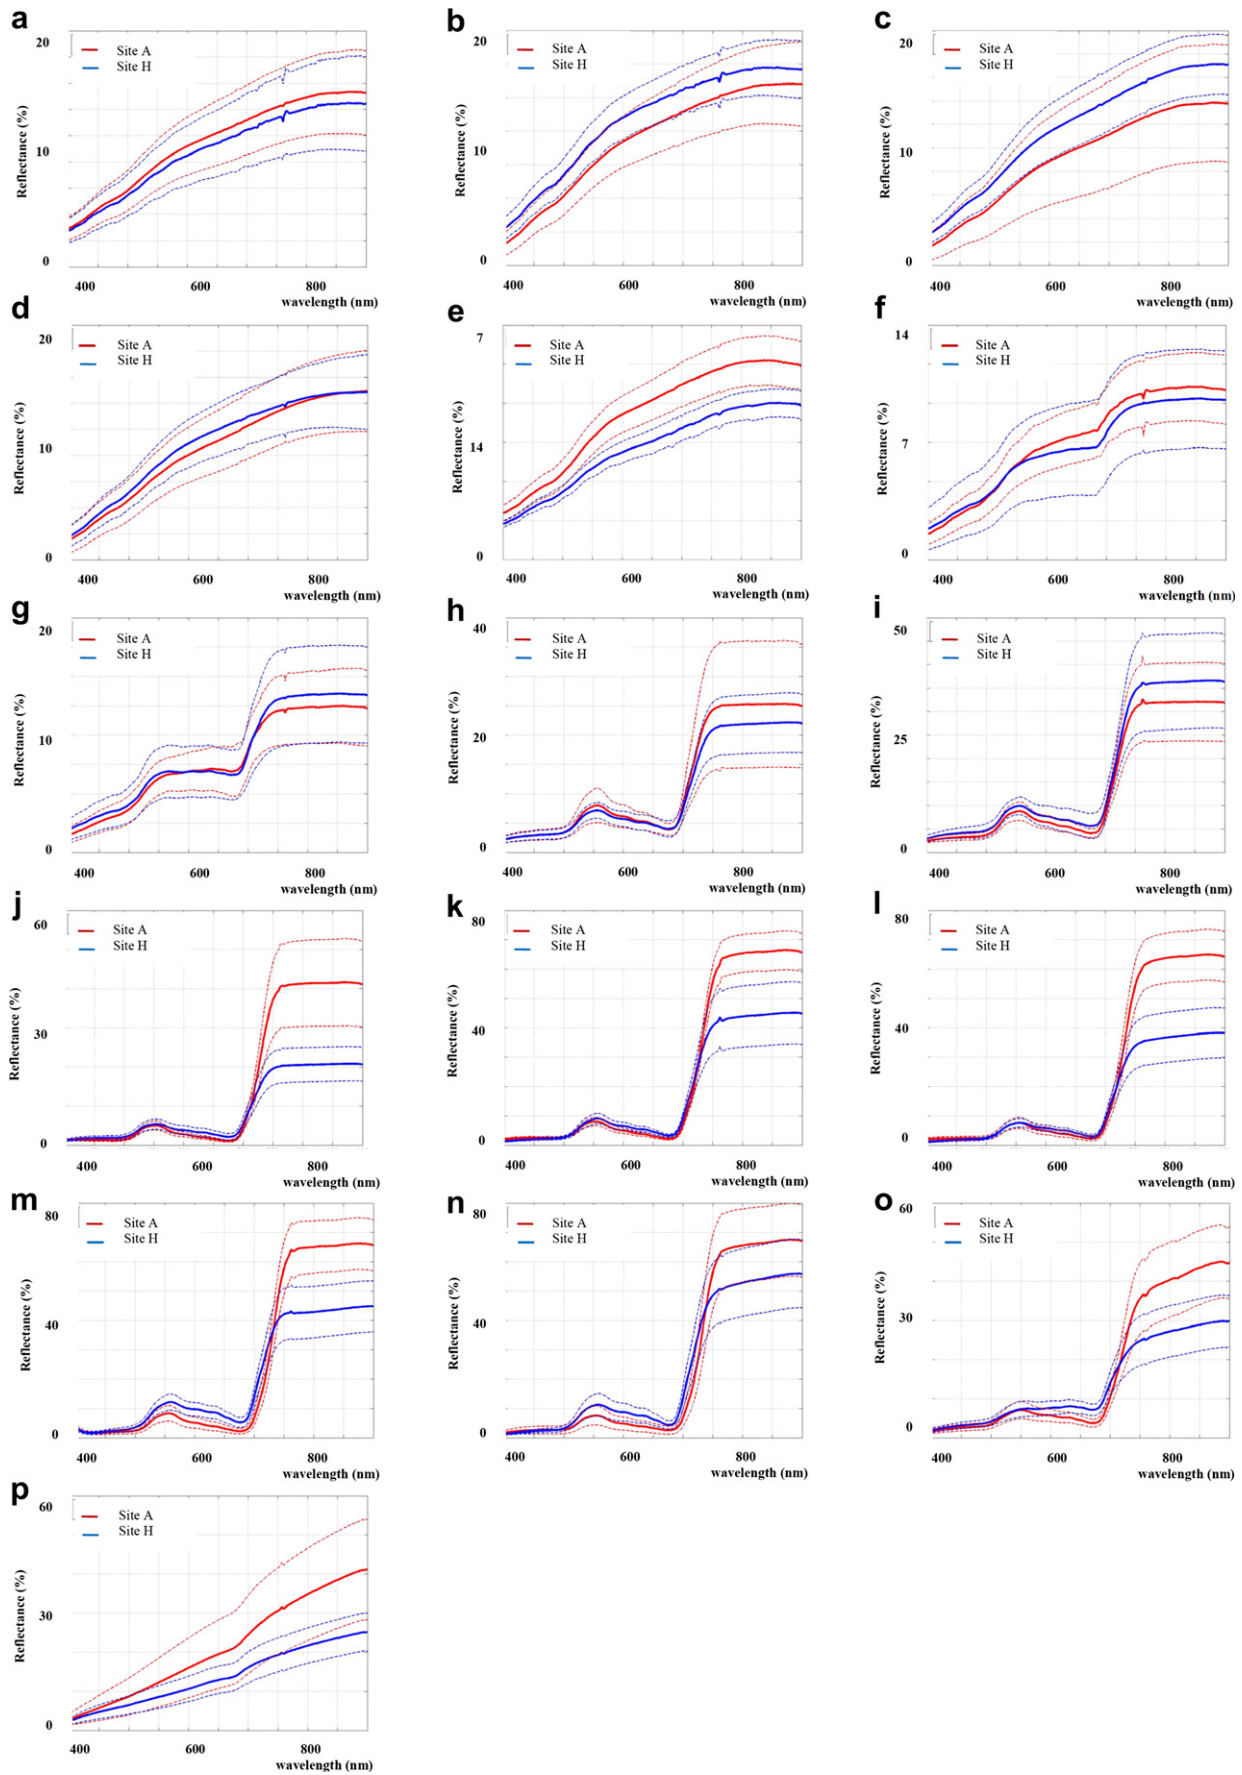 a
20
Site A
Site H
Reflectance (%)
10
0
400 600 800
wavelength (nm)
b
20
Site A
Site H
Reflectance (%)
10
0
400 600 800
wavelength (nm)
c
20
Site A
Site H
Reflectance (%)
10
0
400 600 800
wavelength (nm)
d
20
Site A
Site H
Reflectance (%)
10
0
400 600 800
wavelength (nm)
e
7
Site A
Site H
Reflectance (%)
14
0
400 600 800
wavelength (nm)
f
14
Site A
Site H
Reflectance (%)
7
0
400 600 800
wavelength (nm)
g
20
Site A
Site H
Reflectance (%)
10
0
400 600 800
wavelength (nm)
h
40
Site A
Site H
Reflectance (%)
20
0
400 600 800
wavelength (nm)
i
50
Site A
Site H
Reflectance (%)
25
0
400 600 800
wavelength (nm)
j
60
Site A
Site H
Reflectance (%)
30
0
400 600 800
wavelength (nm)
k
80
Site A
Site H
Reflectance (%)
40
0
400 600 800
wavelength (nm)
l
80
Site A
Site H
Reflectance (%)
40
0
400 600 800
wavelength (nm)
m
80
Site A
Site H
Reflectance (%)
40
0
400 600 800
wavelength (nm)
n
80
Site A
Site H
Reflectance (%)
40
0
400 600 800
wavelength (nm)
o
60
Site A
Site H
Reflectance (%)
30
0
400 600 800
wavelength (nm)
p
60
Site A
Site H
Reflectance (%)
30
0
400 600 800
wavelength (nm)